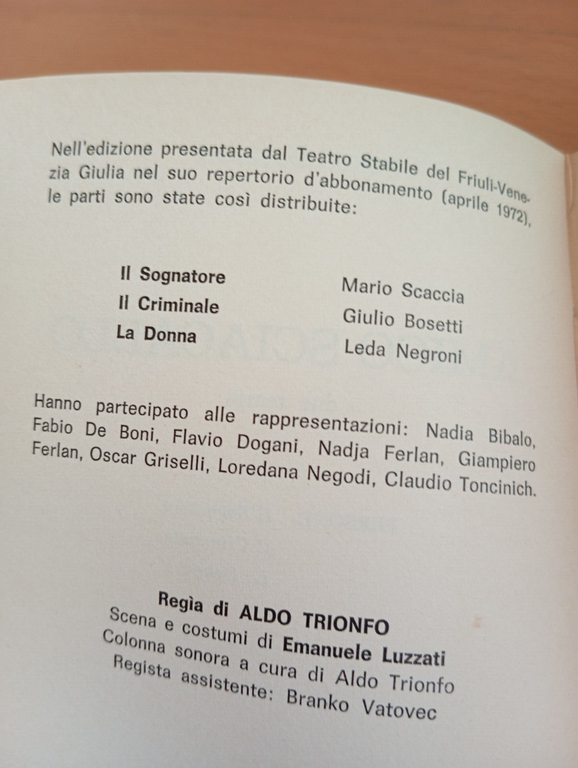 Nell'edizione presentata dal Teatro Stabile del Friuli-Vene-
zia Giulia nel suo repertorio d'abbonamento (aprile 1972),
le parti sono state così distribuite:
Il Sognatore Mario Scaccia
Il Criminale Giulio Bosetti
La Donna Leda Negroni
Hanno partecipato alle rappresentazioni: Nadia Bibalo,
Fabio De Boni, Flavio Dogani, Nadja Ferlan, Giampiero
Ferlan, Oscar Griselli, Loredana Negodi, Claudio Toncinich.
Regìa di ALDO TRIONFO
Scena e costumi di Emanuele Luzzati
Colonna sonora a cura di Aldo Trionfo
Regista assistente: Branko Vatovec